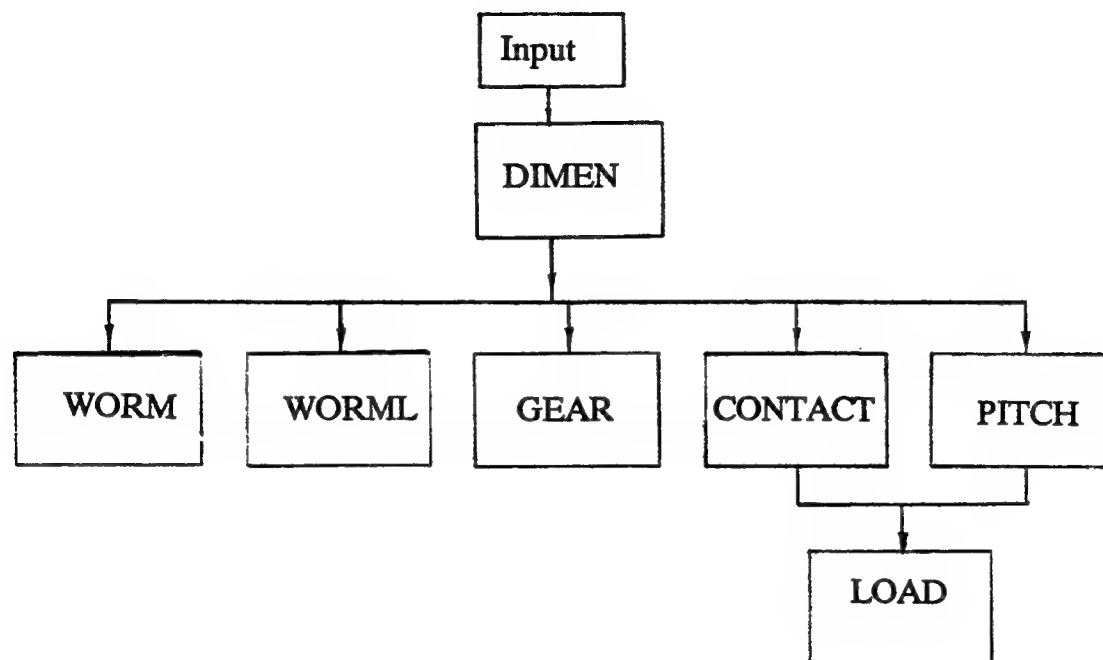 Input
DIMEN
WORM
WORML
GEAR
CONTACT
PITCH
LOAD